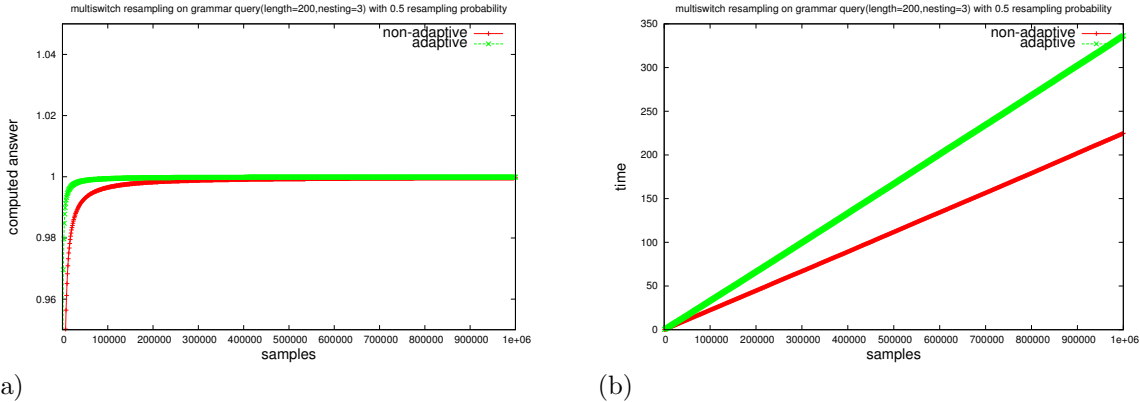 multiswitch resampling on grammar query(length=200,nesting=3) with 0.5 resampling probability
non-adaptive
adaptive
1.04
1.02
1
0.98
0.96
computed answer
0 100000 200000 300000 400000 500000 600000 700000 800000 900000 1e+06
samples
a)
multiswitch resampling on grammar query(length=200,nesting=3) with 0.5 resampling probability
non-adaptive
adaptive
350
300
250
200
150
100
50
0
time
0 100000 200000 300000 400000 500000 600000 700000 800000 900000 1e+06
samples
(b)